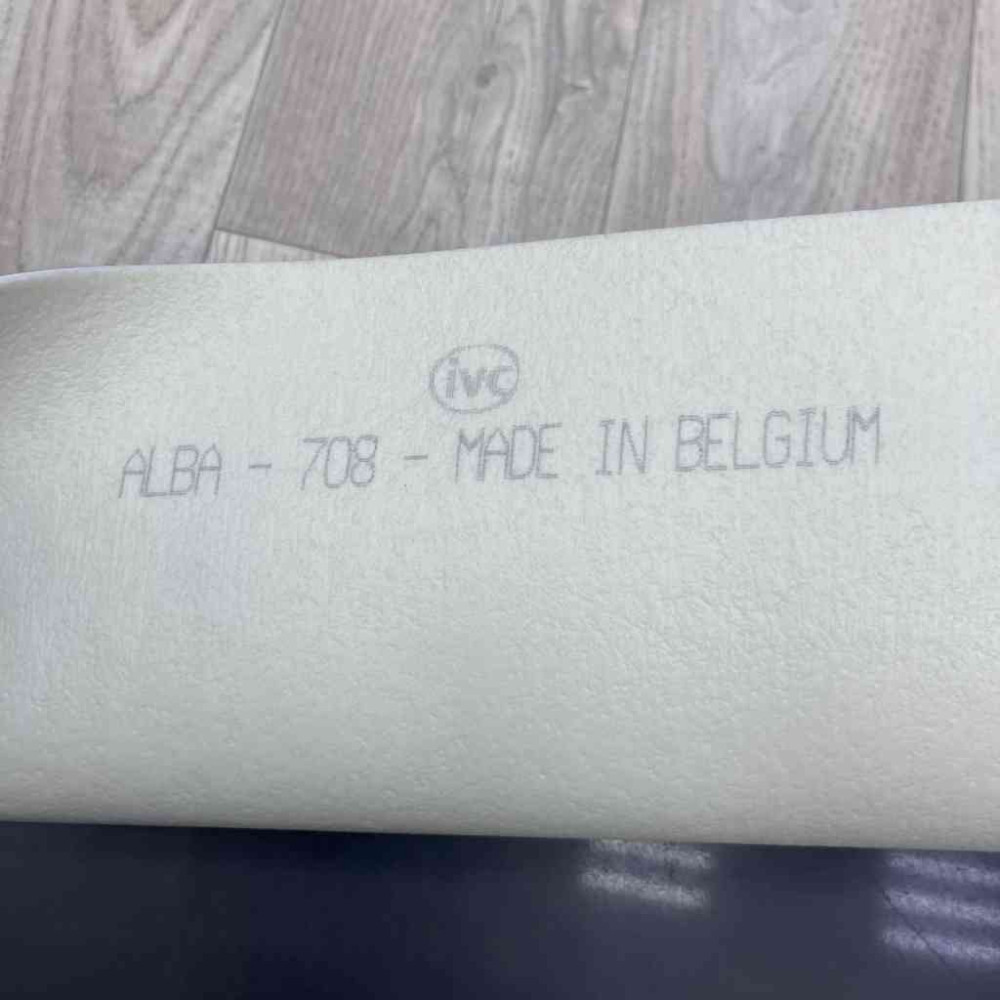 ivc
ALBA - 708 - MADE IN BELGIUM